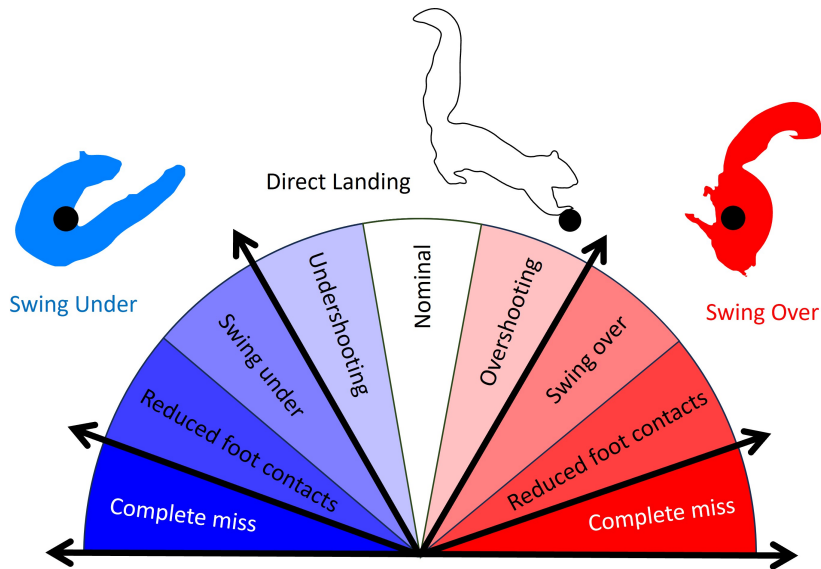 Direct Landing
Swing Under
Swing Over
Complete miss
Reduced foot contacts
Swing under
Undershooting
Nominal
Overshooting
Swing over
Reduced foot contacts
Complete miss